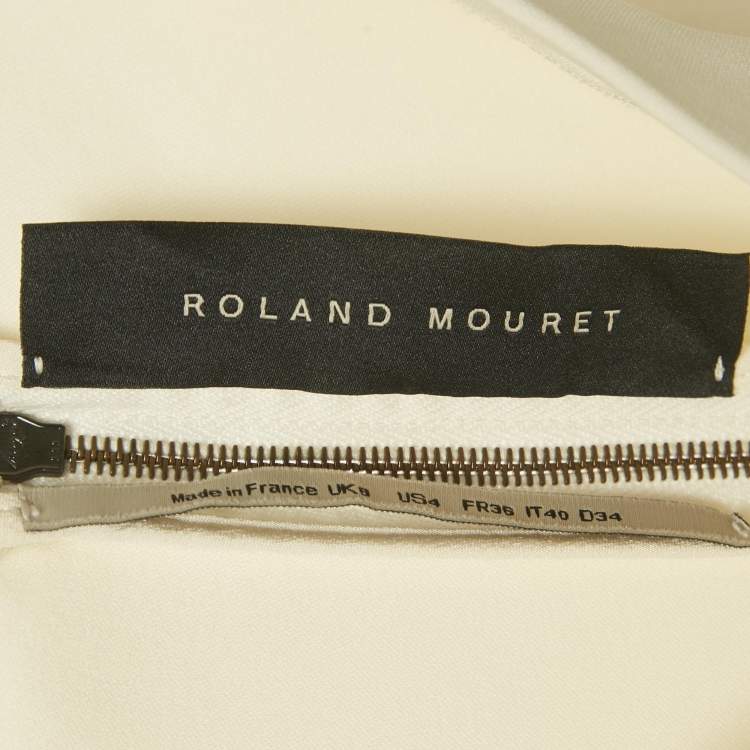 ROLAND MOURET
Made in France UK8 US4 FR36 IT40 D34